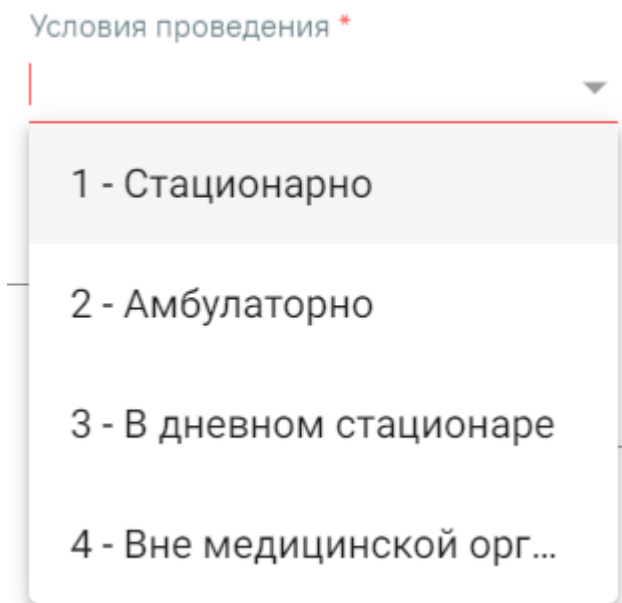 Условия проведения *
1 - Стационарно
2 - Амбулаторно
3 - В дневном стационаре
4 - Вне медицинской орг...